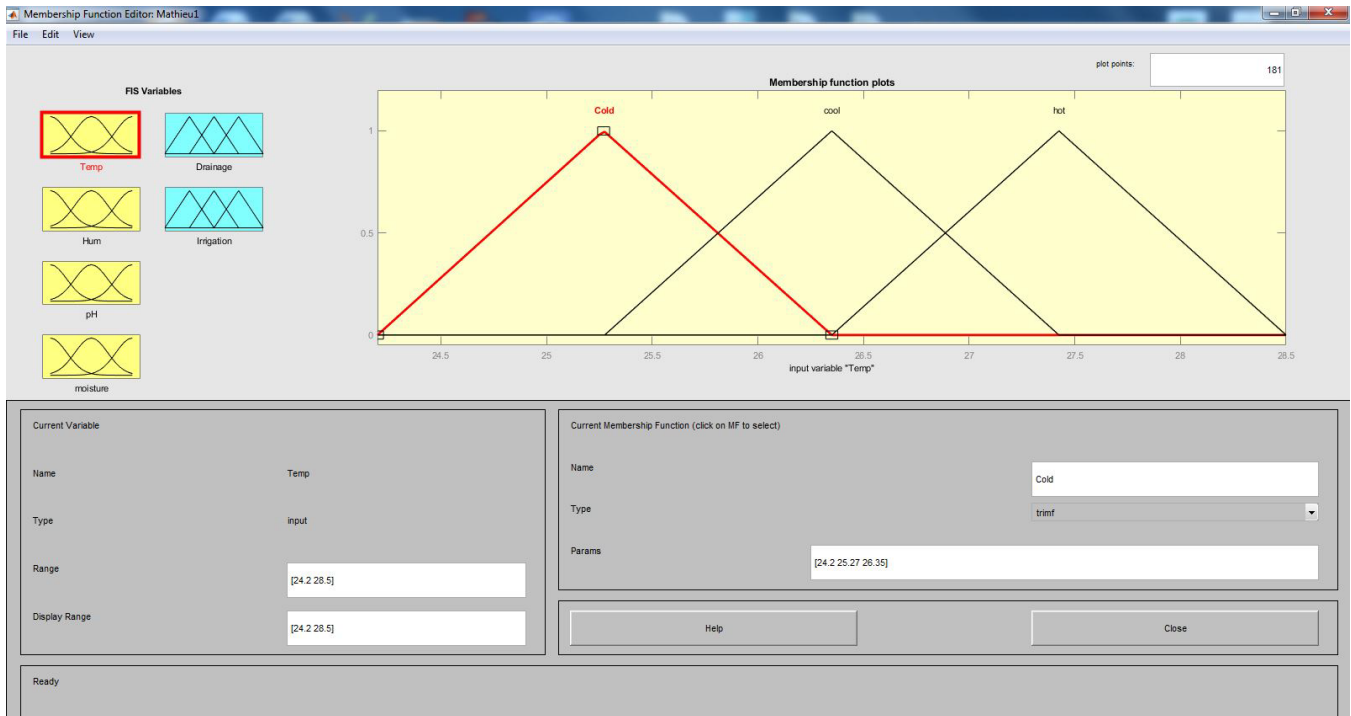 Membership Function Editor: Mathieu1
File Edit View
plot points:
181
FIS Variables
Temp
Drainage
Hum
Irrigation
pH
moisture
Membership function plots
Cold
cool
hot
1
0.5
0
24.5 25 25.5 26 26.5 27 27.5 28 28.5
input variable "Temp"
Current Variable
Name Temp
Type input
Range [24.2 28.5]
Display Range [24.2 28.5]
Current Membership Function (click on MF to select)
Name Cold
Type trimf
Params [24.2 25.27 26.35]
Help Close
Ready